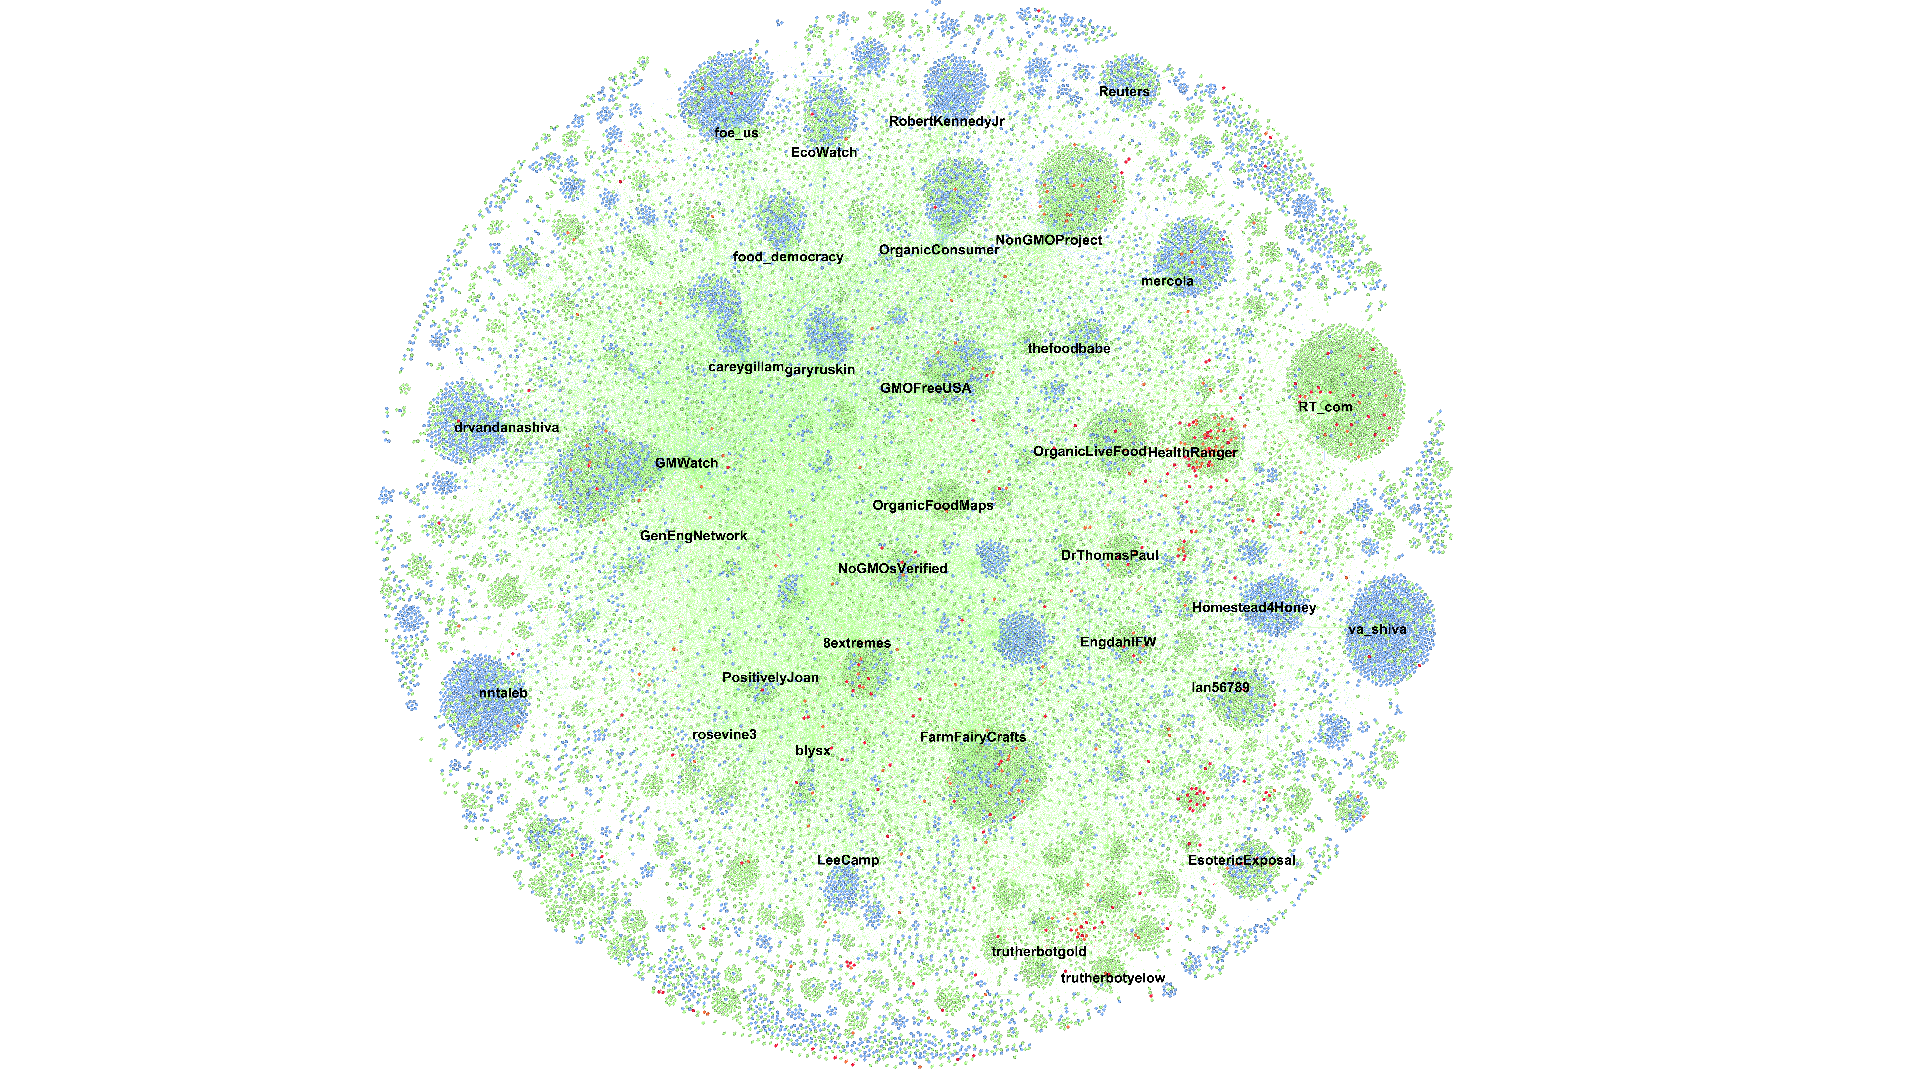 Reuters
RobertKennedyJr
foe_us
EcoWatch
NonGMOProject
OrganicConsumer
food_democracy
mercola
thefoodbabe
careygillam
garyruskin
GMOFreeUSA
RT_com
drvandanashiva
OrganicLiveFood
HealthRanger
GMWatch
OrganicFoodMaps
GenEngNetwork
DrThomasPaul
NoGMOsVerified
Homestead4Honey
va_shiva
EngdahlFW
8extremes
PositivelyJoan
Ian56789
nntaleb
rosevine3
FarmFairyCrafts
blysx
LeeCamp
EsotericExposal
trutherbotgold
trutherbotyelow